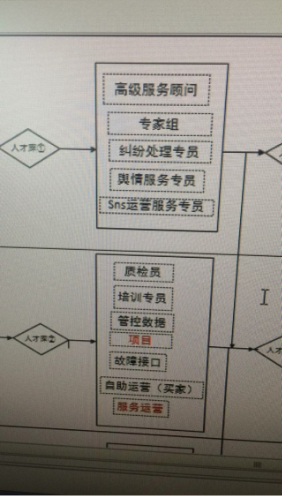 高级服务顾问
专家组
人才库①
纠纷处理专员
舆情服务专员
Sns运营服务专员
质检员
培训专员
管控数据
人才库②
项目
故障接口
自助运营（买家）
服务运营